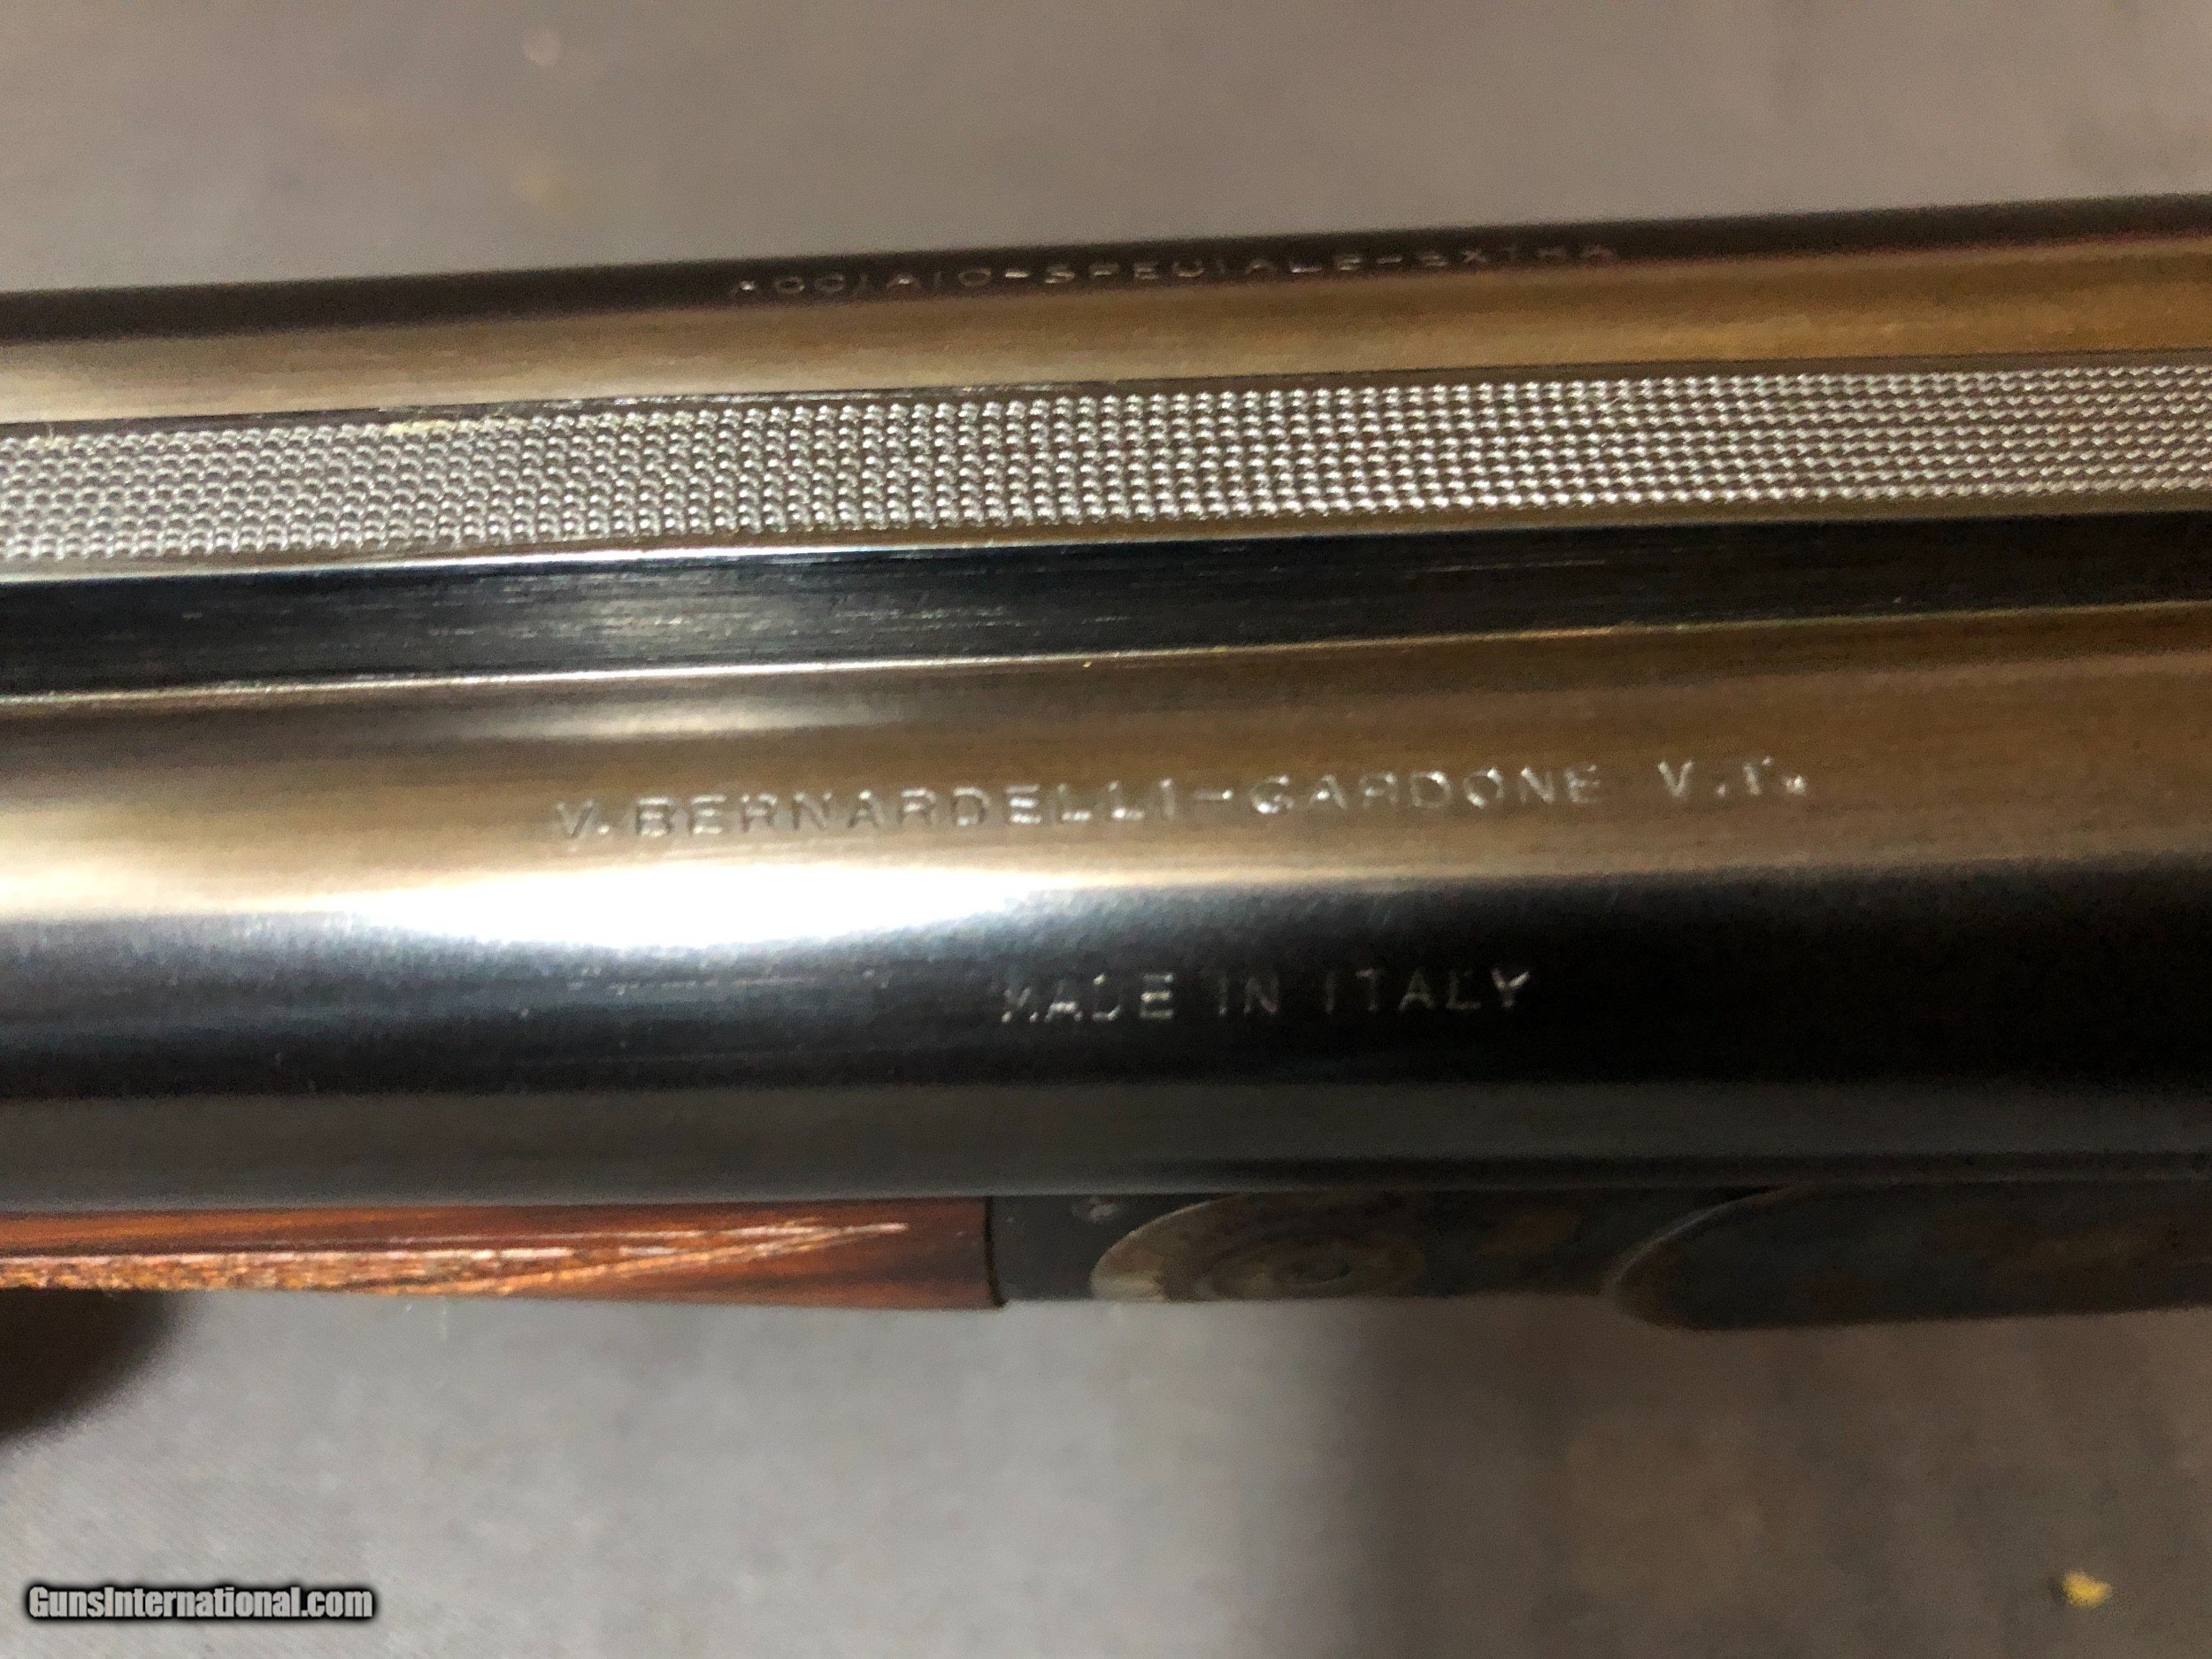 ACCIAIO-SPECIALE-EXTRA
V. BERNARDELLI-GARDONE V.T.
MADE IN ITALY
GunsInternational.com